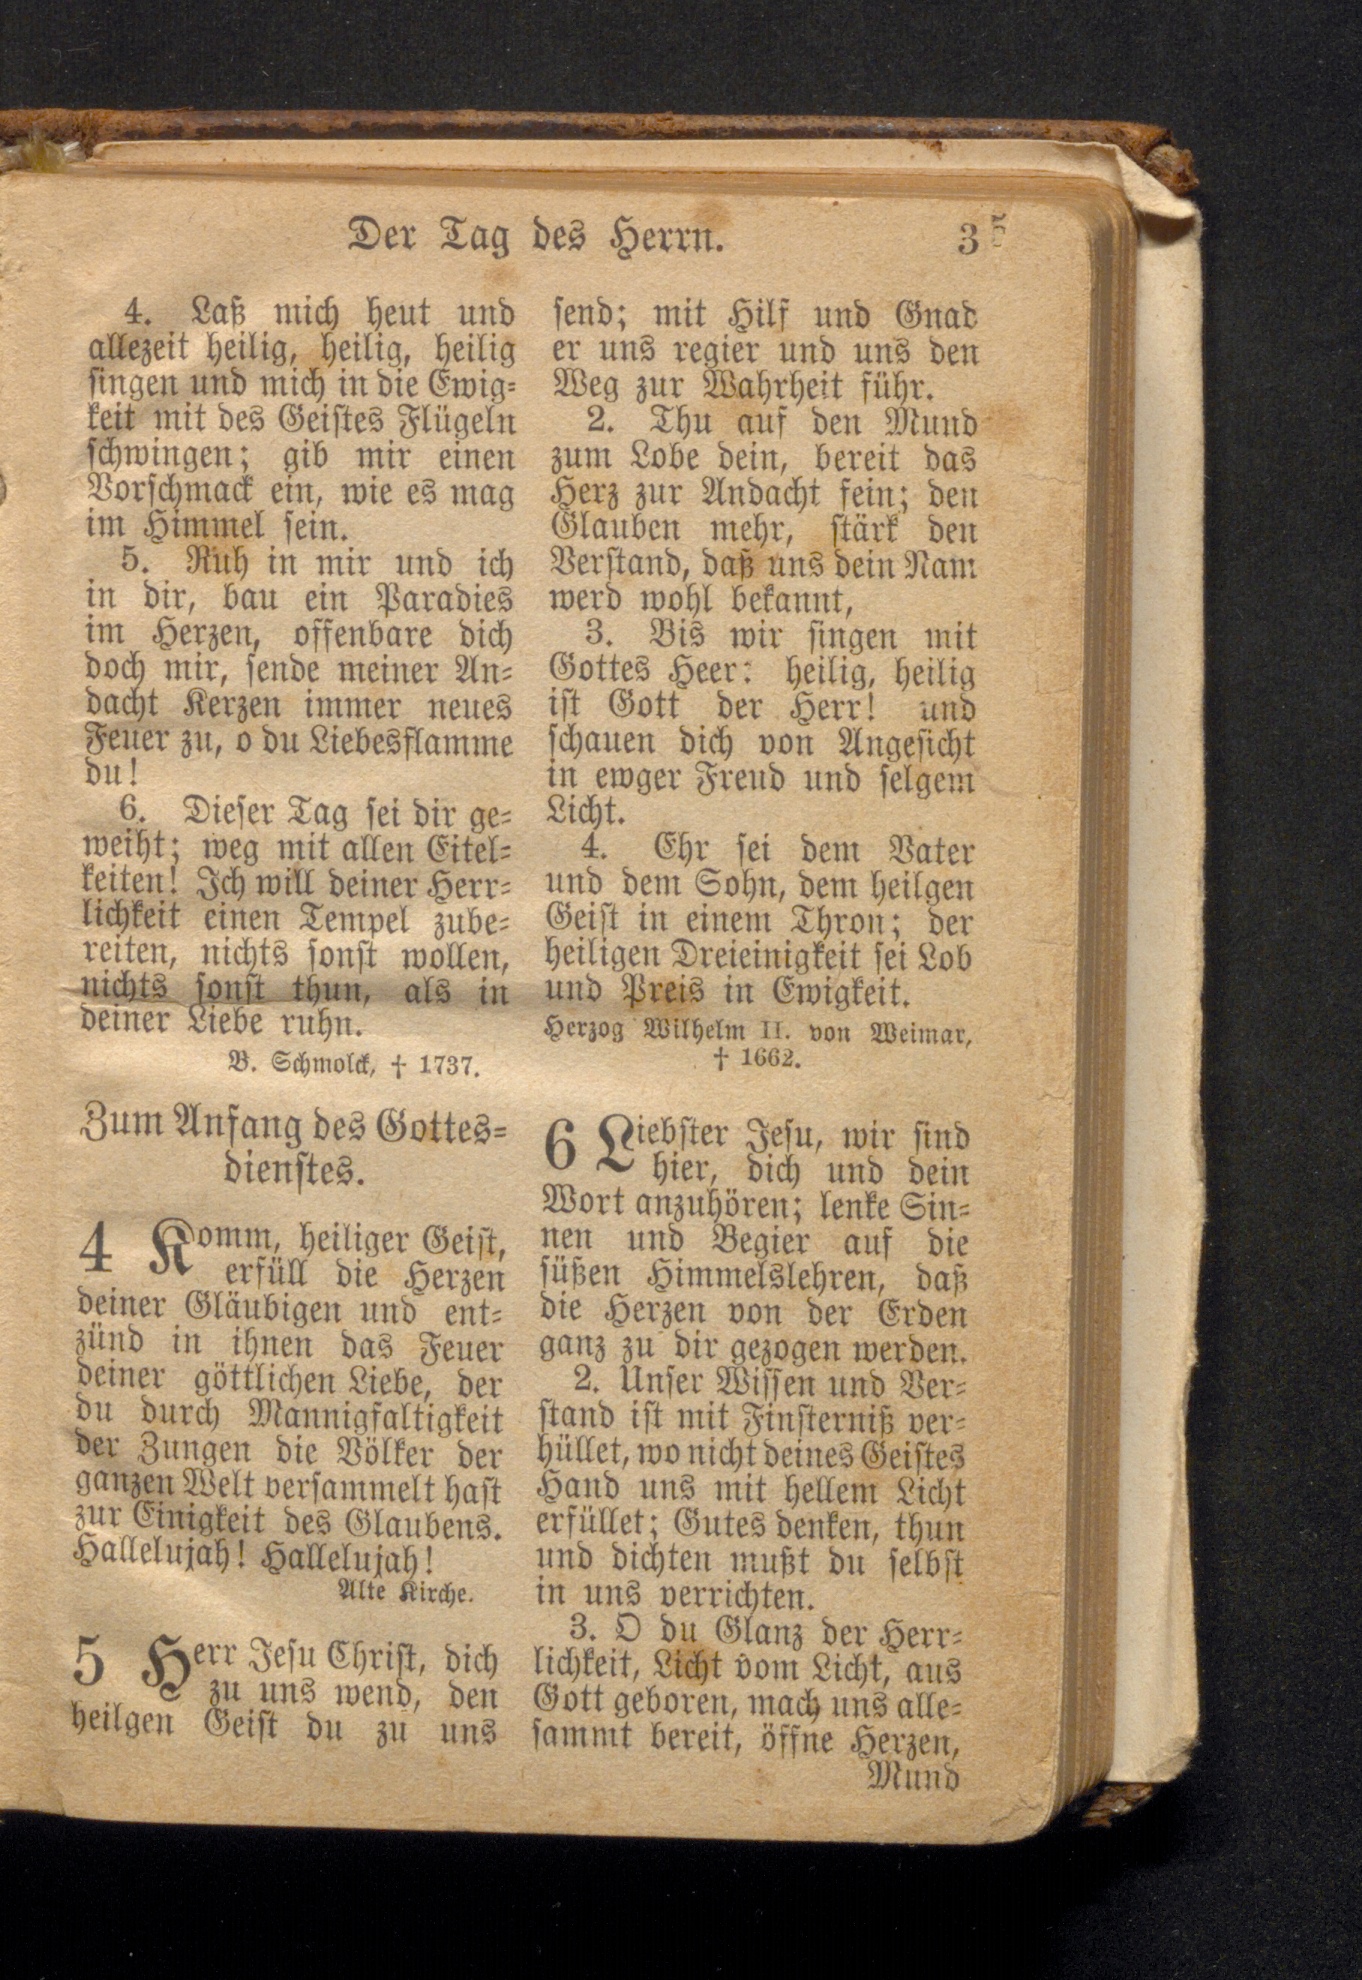 Der Tag des Herrn.
3
5
4. Laß mich heut und
allezeit heilig, heilig, heilig
singen und mich in die Ewig-
keit mit des Geistes Flügeln
schwingen; gib mir einen
Vorschmack ein, wie es mag
im Himmel sein.
5. Ruh in mir und ich
in dir, bau ein Paradies
im Herzen, offenbare dich
doch mir, sende meiner An-
dacht Kerzen immer neues
Feuer zu, o du Liebesflamme
du!
6. Dieser Tag sei dir ge-
weiht; weg mit allen Eitel-
keiten! Ich will deiner Herr-
lichkeit einen Tempel zube-
reiten, nichts sonst wollen,
nichts sonst thun, als in
deiner Liebe ruhn.
B. Schmolck, † 1737.
Zum Anfang des Gottes-
dienstes.
4 Komm, heiliger Geist,
erfüll die Herzen
deiner Gläubigen und ent-
zünd in ihnen das Feuer
deiner göttlichen Liebe, der
du durch Mannigfaltigkeit
der Zungen die Völker der
ganzen Welt versammelt hast
zur Einigkeit des Glaubens.
Hallelujah! Hallelujah!
Alte Kirche.
5 Herr Jesu Christ, dich
zu uns wend, den
heilgen Geist du zu uns
send; mit Hilf und Gnad
er uns regier und uns den
Weg zur Wahrheit führ.
2. Thu auf den Mund
zum Lobe dein, bereit das
Herz zur Andacht fein; den
Glauben mehr, stärk den
Verstand, daß uns dein Nam
werd wohl bekannt,
3. Bis wir singen mit
Gottes Heer: heilig, heilig
ist Gott der Herr! und
schauen dich von Angesicht
in ewger Freud und selgem
Licht.
4. Ehr sei dem Vater
und dem Sohn, dem heilgen
Geist in einem Thron; der
heiligen Dreieinigkeit sei Lob
und Preis in Ewigkeit.
Herzog Wilhelm II. von Weimar,
† 1662.
6 Liebster Jesu, wir sind
hier, dich und dein
Wort anzuhören; lenke Sin-
nen und Begier auf die
süßen Himmelslehren, daß
die Herzen von der Erden
ganz zu dir gezogen werden.
2. Unser Wissen und Ver-
stand ist mit Finsterniß ver-
hüllet, wo nicht deines Geistes
Hand uns mit hellem Licht
erfüllet; Gutes denken, thun
und dichten mußt du selbst
in uns verrichten.
3. O du Glanz der Herr-
lichkeit, Licht vom Licht, aus
Gott geboren, mach uns alle-
sammt bereit, öffne Herzen,
Mund